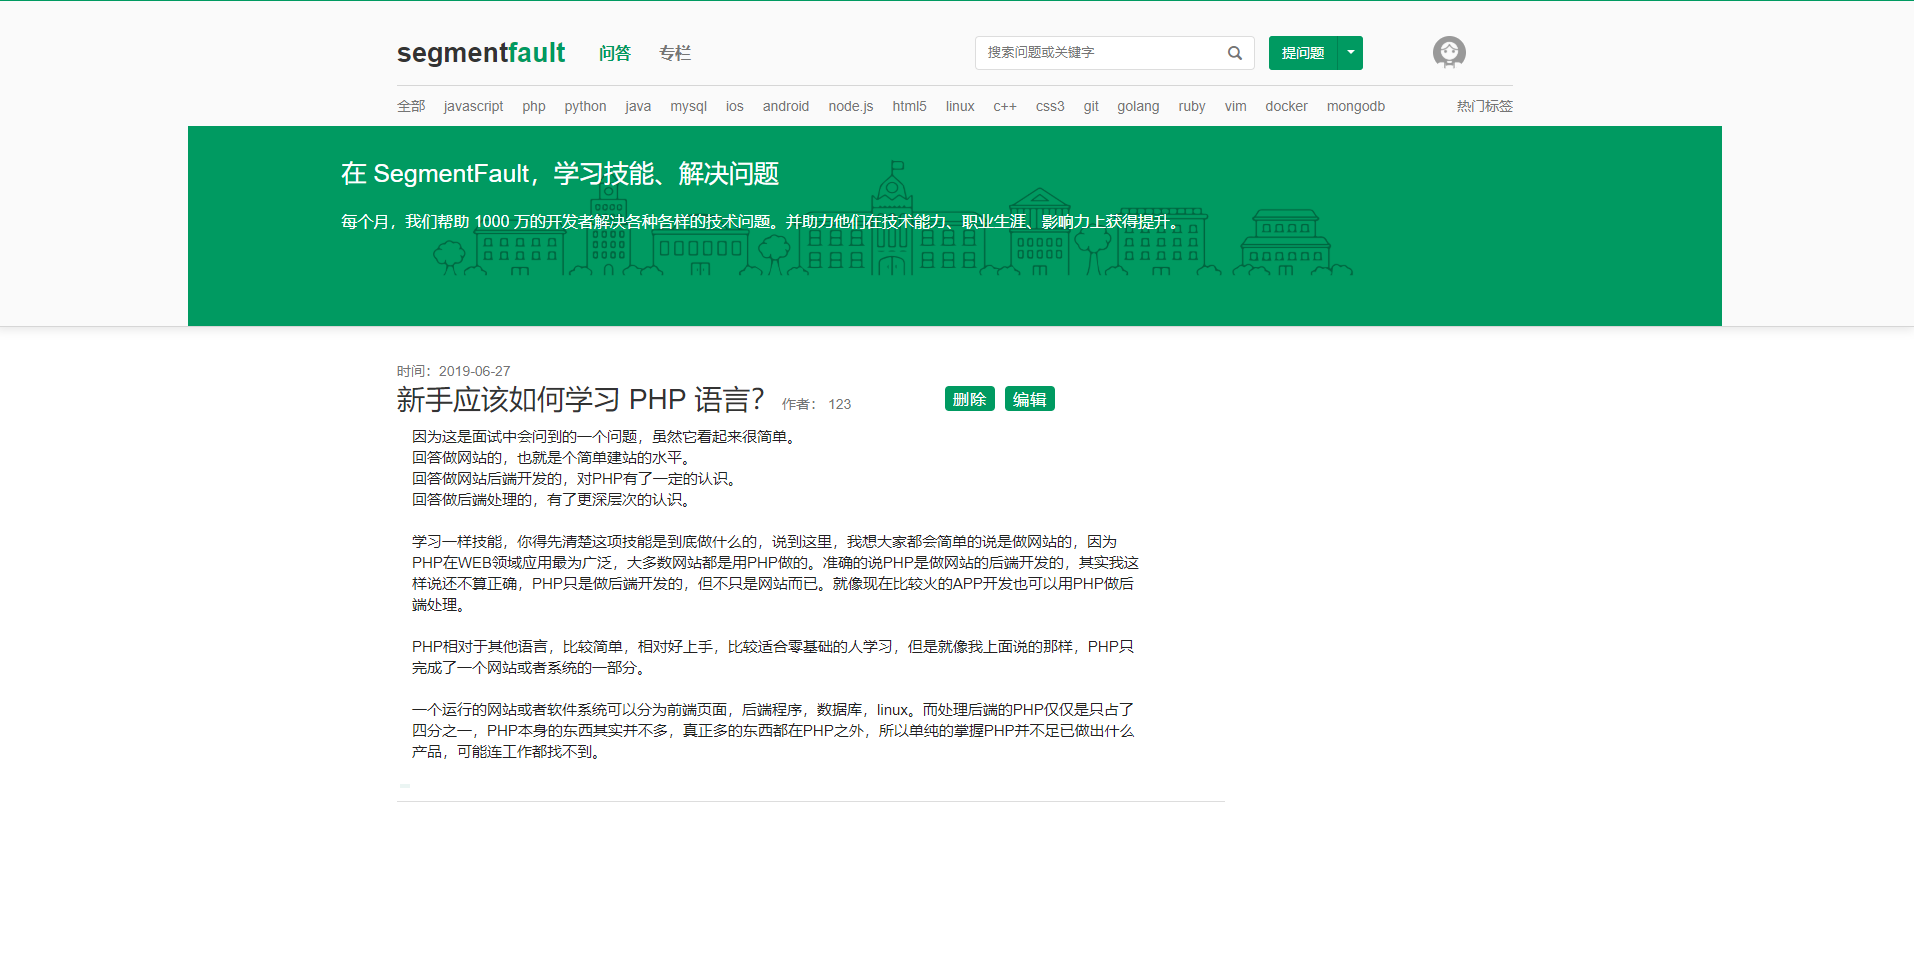 segmentfault 问答 专栏 搜索问题或关键字 提问题
全部 javascript php python java mysql ios android node.js html5 linux c++ css3 git golang ruby vim docker mongodb 热门标签
在 SegmentFault，学习技能、解决问题
每个月，我们帮助 1000 万的开发者解决各种各样的技术问题。并助力他们在技术能力、职业生涯、影响力上获得提升。
时间：2019-06-27
新手应该如何学习 PHP 语言？ 作者： 123 删除 编辑
因为这是面试中会问到的一个问题，虽然它看起来很简单。
回答做网站的，也就是个简单建站的水平。
回答做网站后端开发的，对PHP有了一定的认识。
回答做后端处理的，有了更深层次的认识。
学习一样技能，你得先清楚这项技能是到底做什么的，说到这里，我想大家都会简单的说是做网站的，因为
PHP在WEB领域应用最为广泛，大多数网站都是用PHP做的。准确的说PHP是做网站的后端开发的，其实我这
样说还不算正确，PHP只是做后端开发的，但不只是网站而已。就像现在比较火的APP开发也可以用PHP做后
端处理。
PHP相对于其他语言，比较简单，相对好上手，比较适合零基础的人学习，但是就像我上面说的那样，PHP只
完成了一个网站或者系统的一部分。
一个运行的网站或者软件系统可以分为前端页面，后端程序，数据库，linux。而处理后端的PHP仅仅是只占了
四分之一，PHP本身的东西其实并不多，真正多的东西都在PHP之外，所以单纯的掌握PHP并不足已做出什么
产品，可能连工作都找不到。